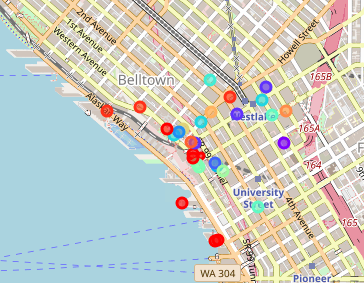 2nd Avenue
1st Avenue
Western Avenue
Howell Street
Belltown
165B
Alaskan Way
Westlake
165A
164
University
Street
4th Avenue
165
WA 304
Pioneer